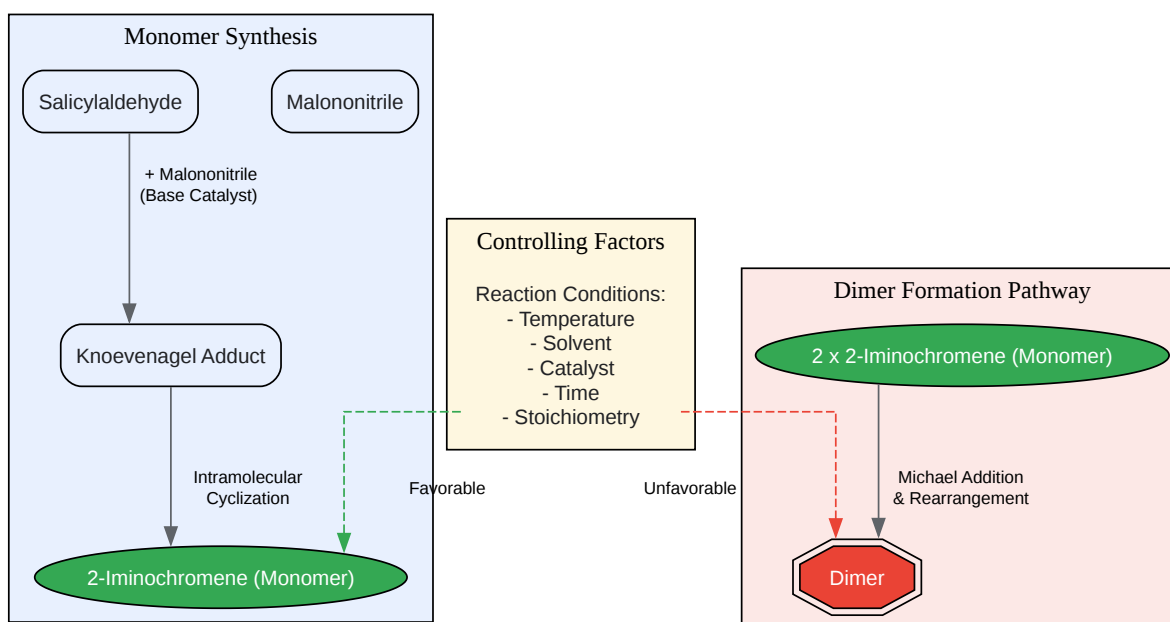 Monomer Synthesis
Salicylaldehyde
Malononitrile
+ Malononitrile
(Base Catalyst)
Knoevenagel Adduct
Intramolecular
Cyclization
2-Iminochromene (Monomer)
Controlling Factors
Reaction Conditions:
- Temperature
- Solvent
- Catalyst
- Time
- Stoichiometry
Favorable
Unfavorable
Dimer Formation Pathway
2 x 2-Iminochromene (Monomer)
Michael Addition
& Rearrangement
Dimer